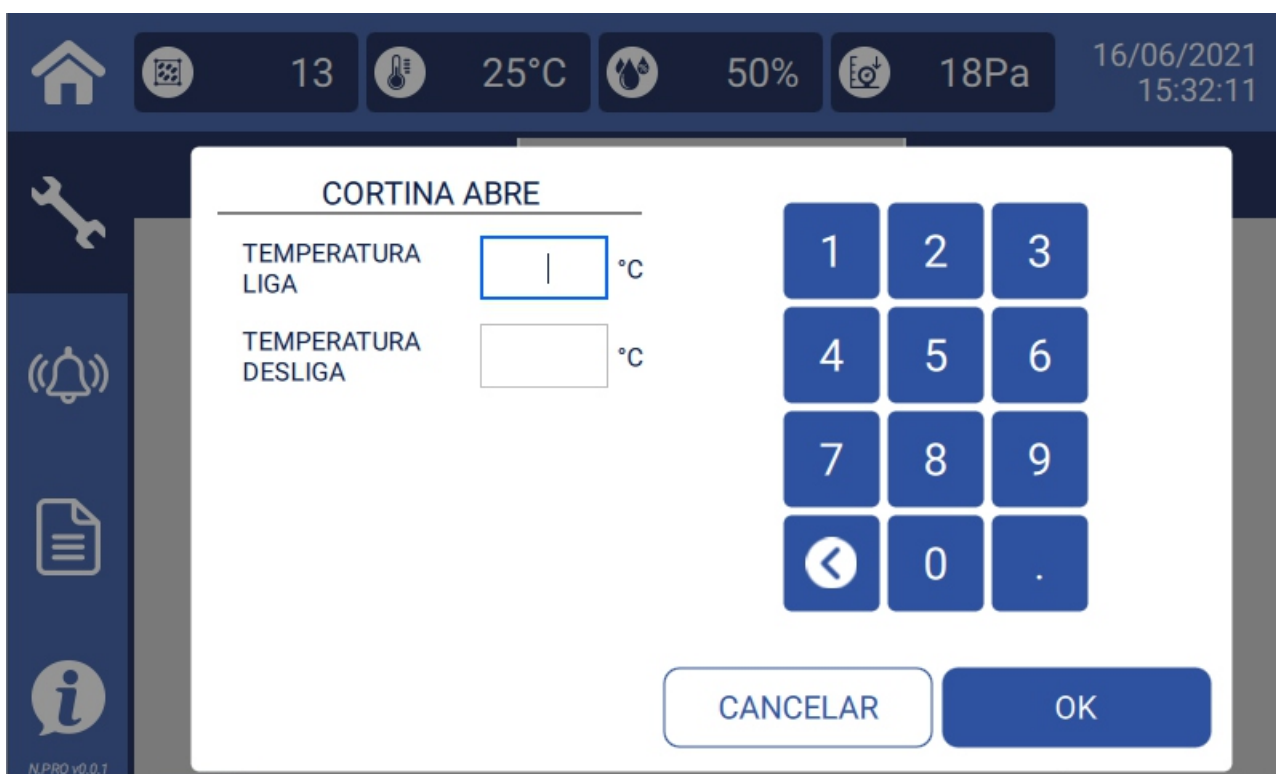 13
25°C
50%
18Pa
16/06/2021
15:32:11
CORTINA ABRE
TEMPERATURA
LIGA
°C
TEMPERATURA
DESLIGA
°C
1 2 3
4 5 6
7 8 9
0 .
CANCELAR
OK
N.PRO v0.0.1